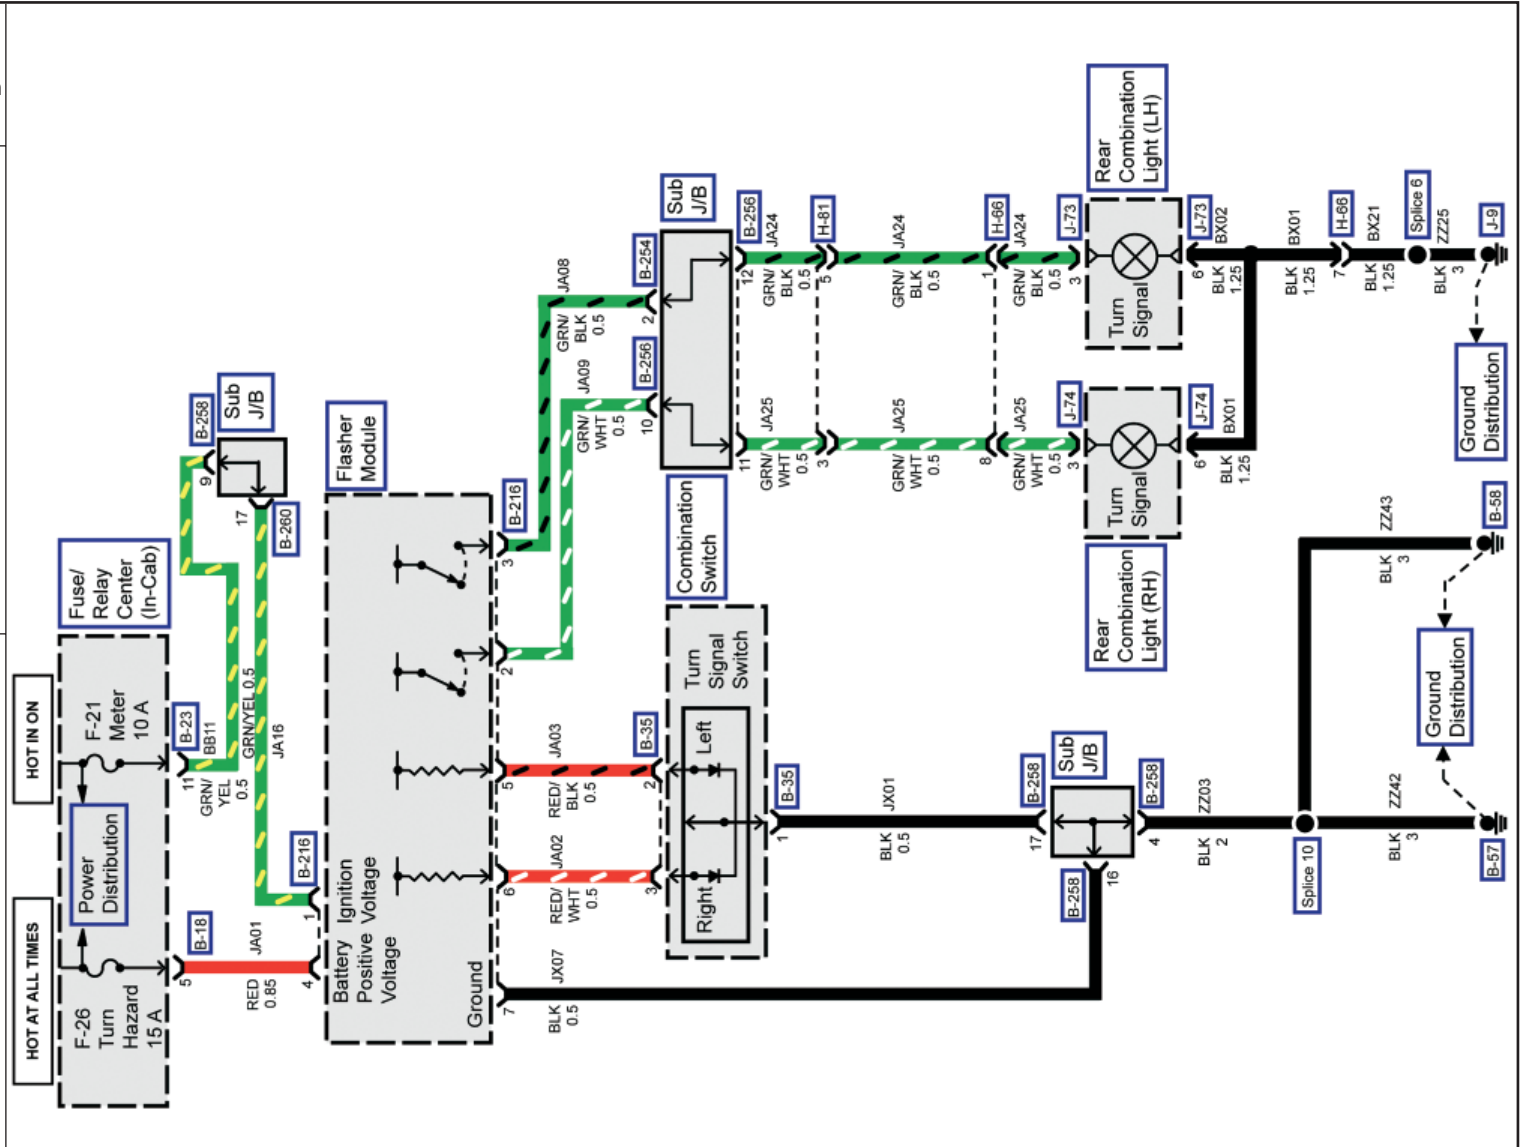 HOT AT ALL TIMES
HOT IN ON
F-26
Turn
Hazard
15 A
Power
Distribution
F-21
Meter
10 A
Fuse/
Relay
Center
(In-Cab)
5
B-18
11
B-23
GRN/
YEL
0.5
BB11
9
B-258
Sub
J/B
17
B-260
RED
0.85
JA01
GRN/YEL 0.5
JA16
4
1
B-216
Battery
Positive
Voltage
Ignition
Voltage
Ground
Flasher
Module
7
6
5
2
3
B-216
BLK
0.5
JX07
RED/
WHT
0.5
JA02
RED/
BLK
0.5
JA03
GRN/
WHT
0.5
JA09
GRN/
BLK
0.5
JA08
3
2
B-35
10
B-256
2
B-254
Sub
J/B
Right
Left
Turn
Signal
Switch
Combination
Switch
1
B-35
11
12
B-256
GRN/
WHT
0.5
JA25
GRN/
BLK
0.5
JA24
3
5
H-81
GRN/
WHT
0.5
JA25
GRN/
BLK
0.5
JA24
8
1
H-66
GRN/
WHT
0.5
JA25
GRN/
BLK
0.5
JA24
3
J-74
3
J-73
BLK
0.5
JX01
17
B-258
Sub
J/B
B-258
16
4
B-258
Turn
Signal
Rear
Combination
Light (RH)
Turn
Signal
Rear
Combination
Light (LH)
6
J-74
6
J-73
BLK
1.25
BX01
BLK
1.25
BX02
BLK
1.25
BX01
7
H-66
BLK
1.25
BX21
Splice 6
BLK
3
ZZ25
J-9
Ground
Distribution
BLK
2
ZZ03
Splice 10
BLK
3
ZZ42
BLK
3
ZZ43
Ground
Distribution
B-57
B-58